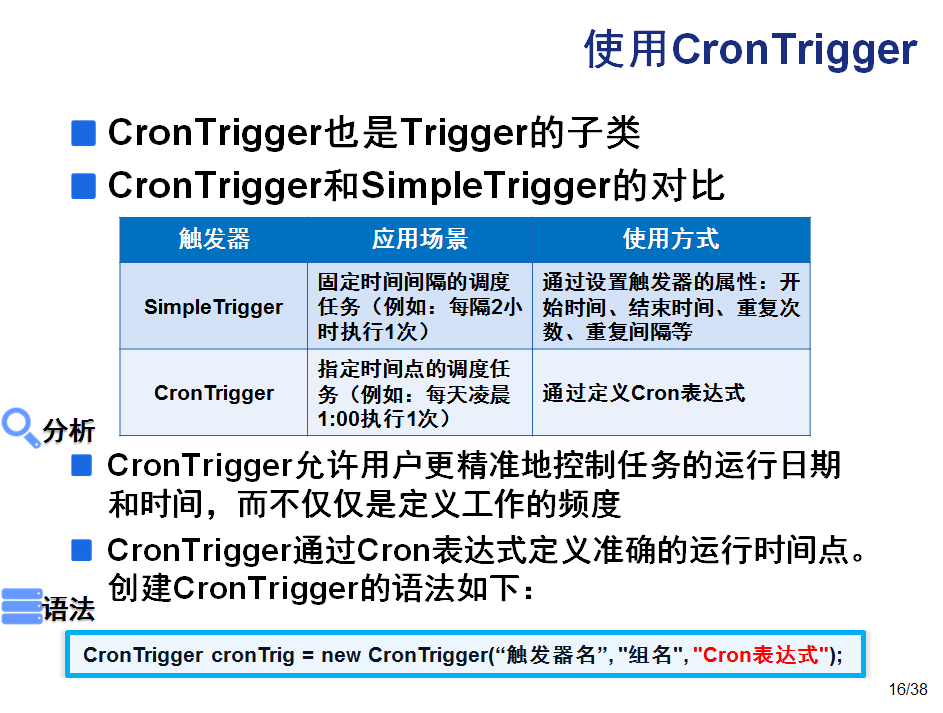 使用CronTrigger
CronTrigger也是Trigger的子类
CronTrigger和SimpleTrigger的对比
触发器 应用场景 使用方式
SimpleTrigger
固定时间间隔的调度
任务（例如：每隔2小
时执行1次）
通过设置触发器的属性：开
始时间、结束时间、重复次
数、重复间隔等
CronTrigger
指定时间点的调度任
务（例如：每天凌晨
1:00执行1次）
通过定义Cron表达式
分析
CronTrigger允许用户更精准地控制任务的运行日期
和时间，而不仅仅是定义工作的频度
CronTrigger通过Cron表达式定义准确的运行时间点。
创建CronTrigger的语法如下：
语法
CronTrigger cronTrig = new CronTrigger(“触发器名”, "组名", "Cron表达式");
16/38